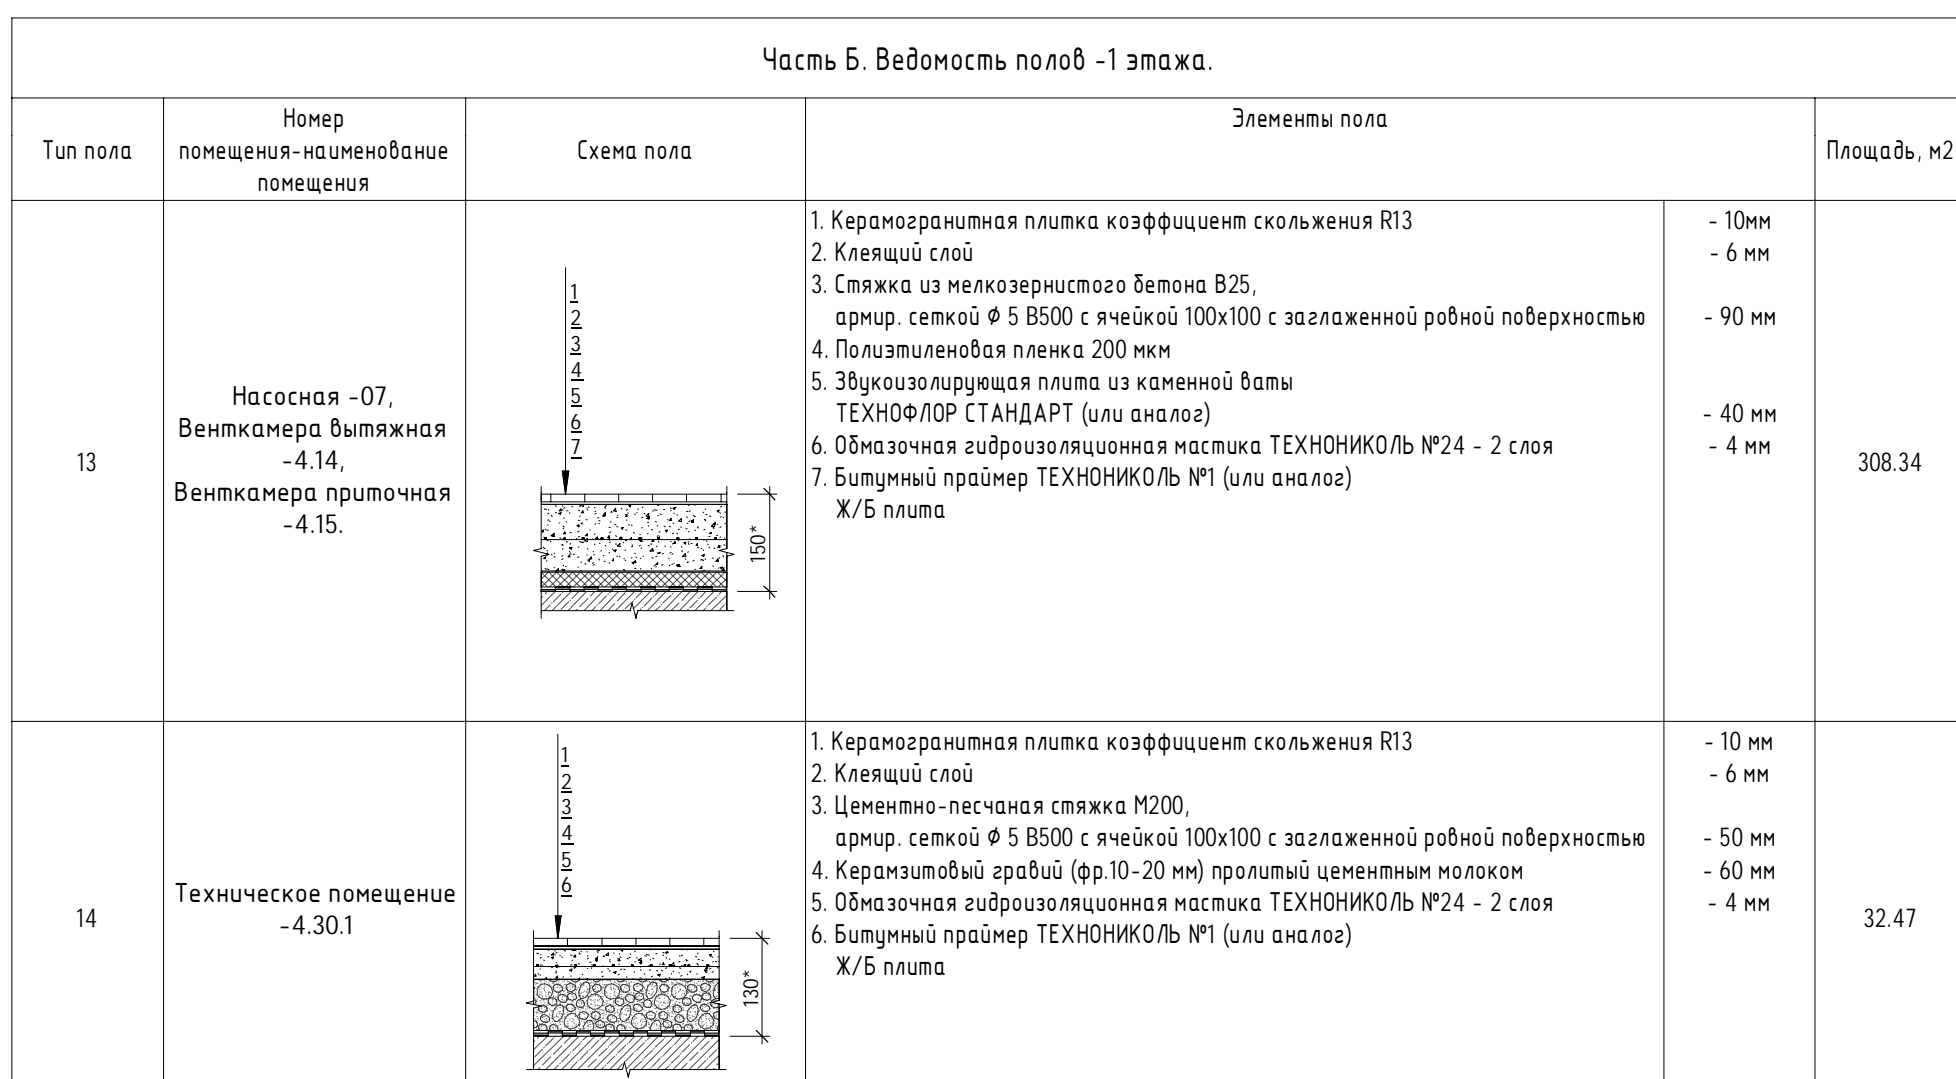 Часть Б. Ведомость полов -1 этажа.
Тип пола
Номер
помещения-наименование
помещения
Схема пола
Элементы пола
Площадь, м2
13
Насосная -07,
Венткамера вытяжная
-4.14,
Венткамера приточная
-4.15.
1
2
3
4
5
6
7
150*
1. Керамогранитная плитка коэффициент скольжения R13 - 10мм
2. Клеящий слой - 6 мм
3. Стяжка из мелкозернистого бетона В25,
армир. сеткой Ф 5 В500 с ячейкой 100х100 с заглаженной ровной поверхностью - 90 мм
4. Полиэтиленовая пленка 200 мкм
5. Звукоизолирующая плита из каменной ваты
ТЕХНОФЛОР СТАНДАРТ (или аналог) - 40 мм
6. Обмазочная гидроизоляционная мастика ТЕХНОНИКОЛЬ №24 - 2 слоя - 4 мм
7. Битумный праймер ТЕХНОНИКОЛЬ №1 (или аналог)
Ж/Б плита
308.34
14
Техническое помещение
-4.30.1
1
2
3
4
5
6
130*
1. Керамогранитная плитка коэффициент скольжения R13 - 10 мм
2. Клеящий слой - 6 мм
3. Цементно-песчаная стяжка М200,
армир. сеткой Ф 5 В500 с ячейкой 100х100 с заглаженной ровной поверхностью - 50 мм
4. Керамзитовый гравий (фр.10-20 мм) пролитый цементным молоком - 60 мм
5. Обмазочная гидроизоляционная мастика ТЕХНОНИКОЛЬ №24 - 2 слоя - 4 мм
6. Битумный праймер ТЕХНОНИКОЛЬ №1 (или аналог)
Ж/Б плита
32.47